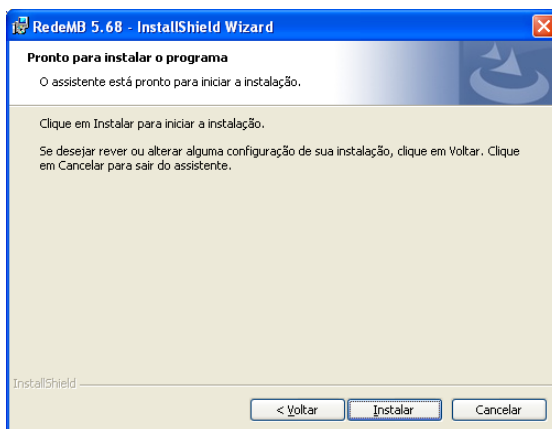 RedeMB 5.68 - InstallShield Wizard
Pronto para instalar o programa
O assistente está pronto para iniciar a instalação.
Clique em Instalar para iniciar a instalação.
Se desejar rever ou alterar alguma configuração de sua instalação, clique em Voltar. Clique
em Cancelar para sair do assistente.
InstallShield
< Voltar Instalar Cancelar